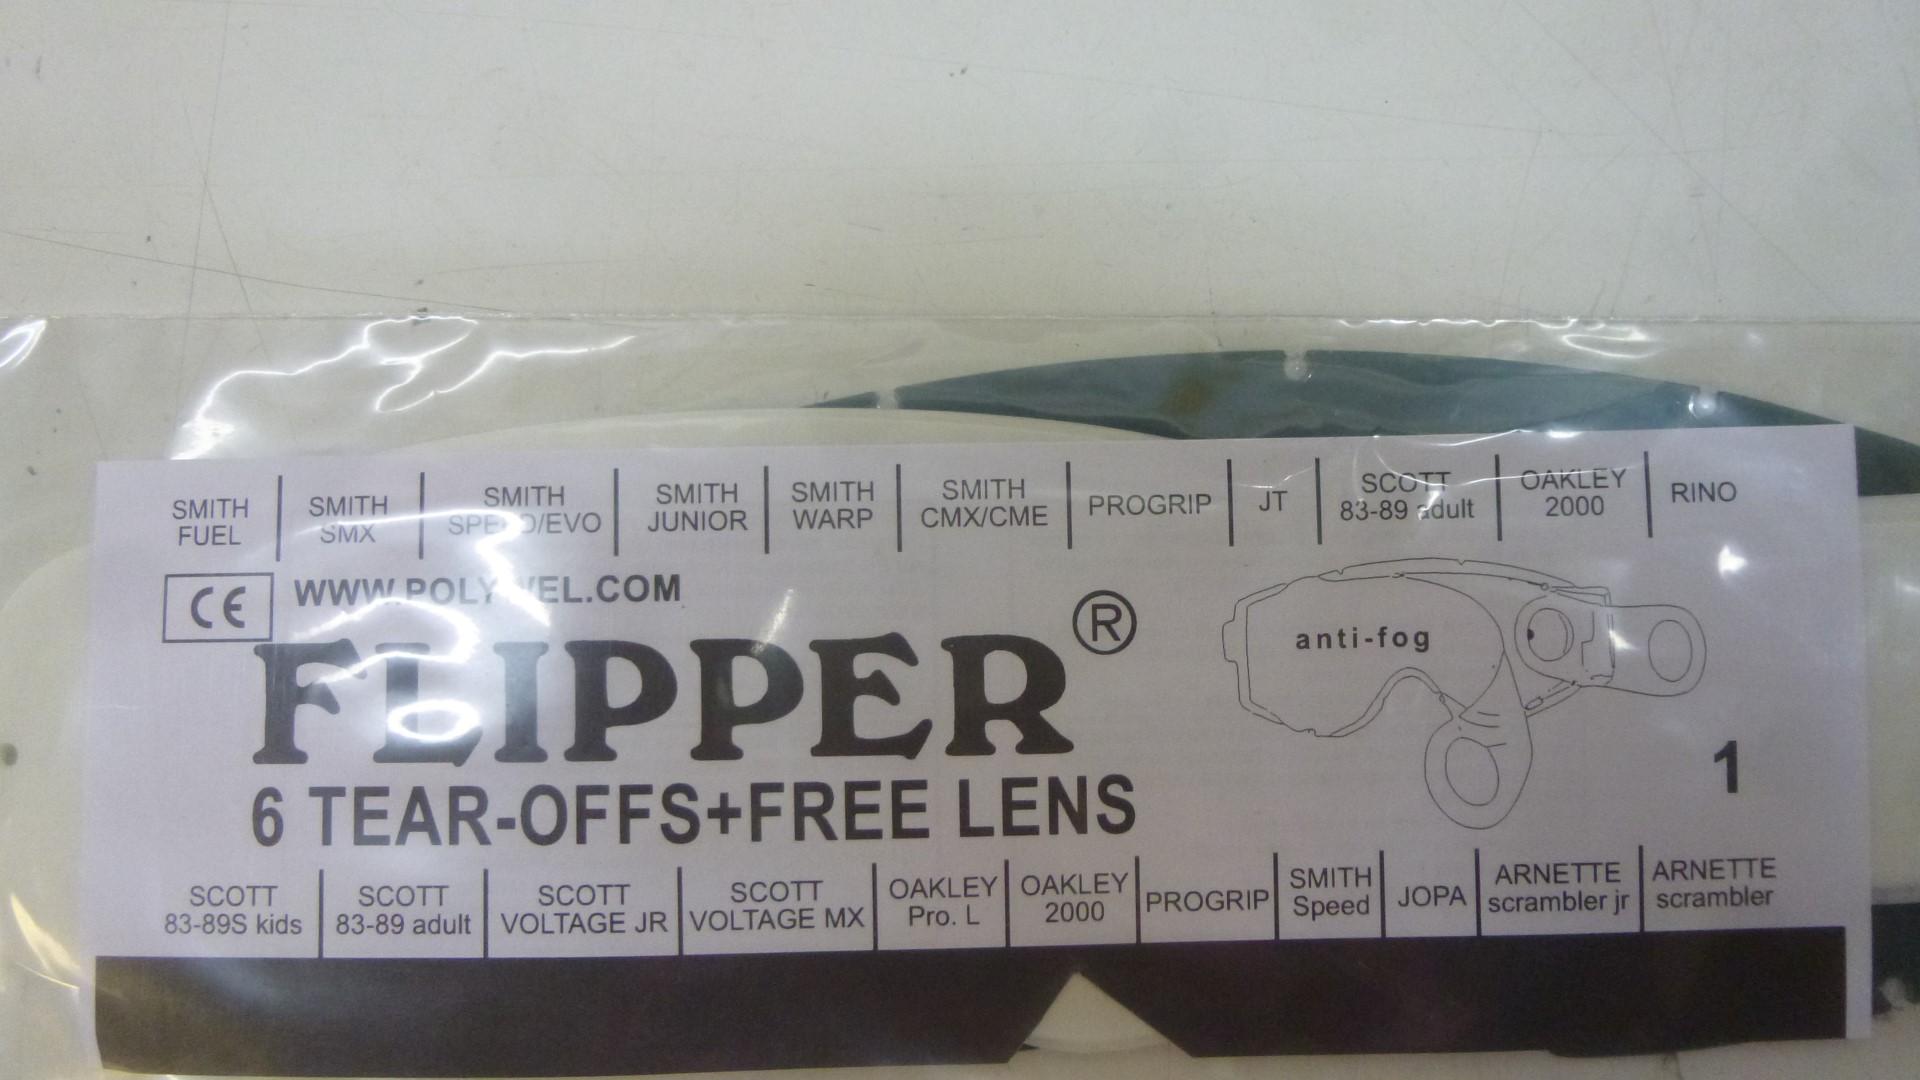 SMITH FUEL
SMITH SMX
SMITH SPEED/EVO
SMITH JUNIOR
SMITH WARP
SMITH CMX/CME
PROGRIP
JT
SCOTT 83-89 adult
OAKLEY 2000
RINO
CE
FLIPPER®
anti-fog
6 TEAR-OFFS+FREE LENS
1
SCOTT 83-89S kids
SCOTT 83-89 adult
SCOTT VOLTAGE JR
SCOTT VOLTAGE MX
OAKLEY Pro. L
OAKLEY 2000
PROGRIP
SMITH Speed
JOPA
ARNETTE scrambler jr
ARNETTE scrambler